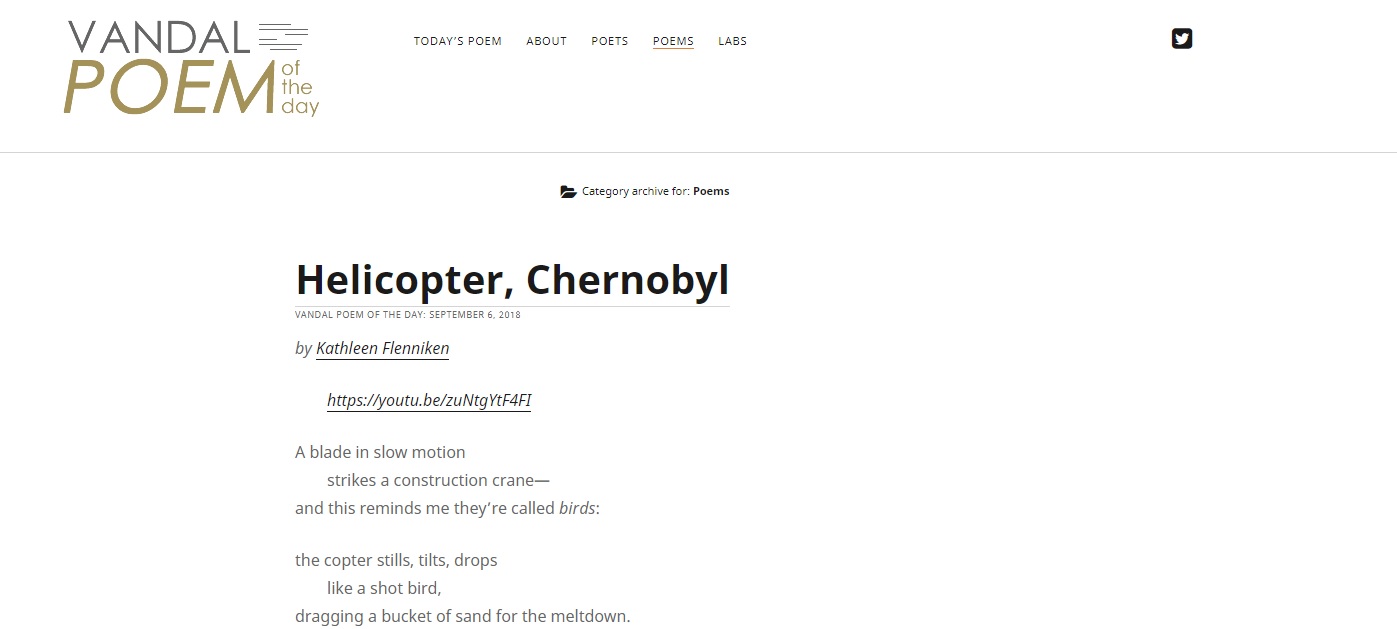 VANDAL
POEM of the day
TODAY'S POEM ABOUT POETS POEMS LABS
Category archive for: Poems
Helicopter, Chernobyl
VANDAL POEM OF THE DAY: SEPTEMBER 6, 2018
by Kathleen Flenniken
https://youtu.be/zuNtgYtF4FI
A blade in slow motion
strikes a construction crane—
and this reminds me they're called birds:
the copter stills, tilts, drops
like a shot bird,
dragging a bucket of sand for the meltdown.